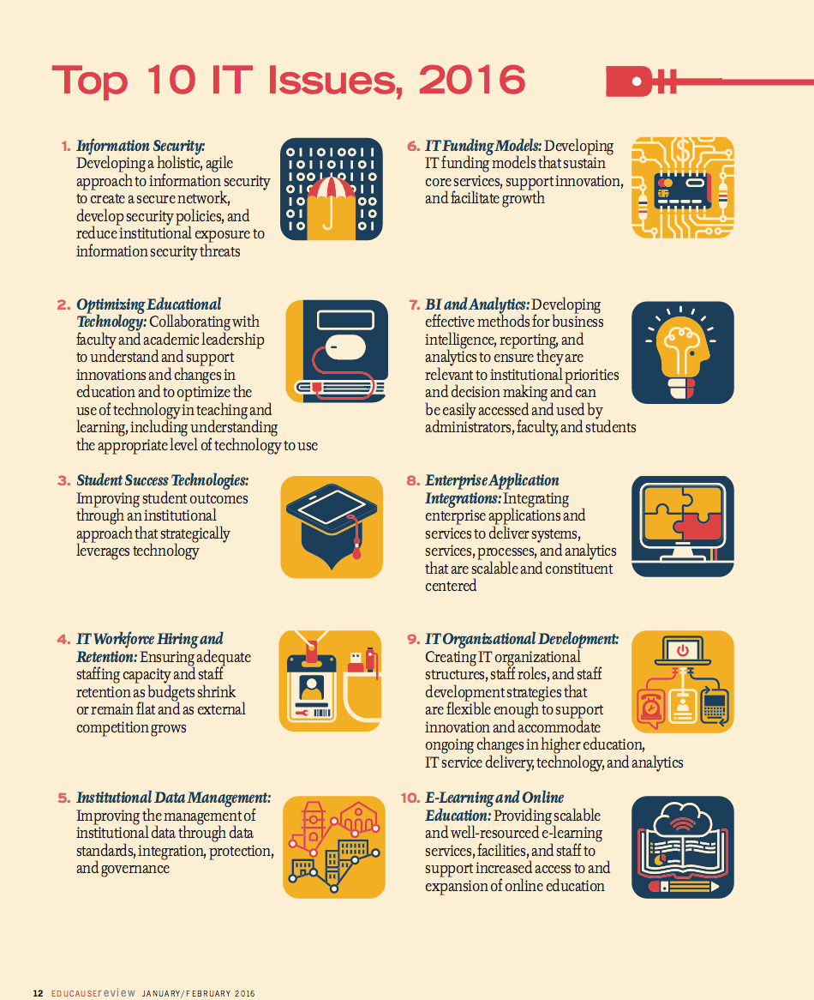 Top 10 IT Issues, 2016
1. Information Security:
Developing a holistic, agile
approach to information security
to create a secure network,
develop security policies, and
reduce institutional exposure to
information security threats
2. Optimizing Educational
Technology: Collaborating with
faculty and academic leadership
to understand and support
innovations and changes in
education and to optimize the
use of technology in teaching and
learning, including understanding
the appropriate level of technology to use
3. Student Success Technologies:
Improving student outcomes
through an institutional
approach that strategically
leverages technology
4. IT Workforce Hiring and
Retention: Ensuring adequate
staffing capacity and staff
retention as budgets shrink
or remain flat and as external
competition grows
5. Institutional Data Management:
Improving the management of
institutional data through data
standards, integration, protection,
and governance
6. IT Funding Models: Developing
IT funding models that sustain
core services, support innovation,
and facilitate growth
7. BI and Analytics: Developing
effective methods for business
intelligence, reporting, and
analytics to ensure they are
relevant to institutional priorities
and decision making and can
be easily accessed and used by
administrators, faculty, and students
8. Enterprise Application
Integrations: Integrating
enterprise applications and
services to deliver systems,
services, processes, and analytics
that are scalable and constituent
centered
9. IT Organizational Development:
Creating IT organizational
structures, staff roles, and staff
development strategies that
are flexible enough to support
innovation and accommodate
ongoing changes in higher education,
IT service delivery, technology, and analytics
10. E-Learning and Online
Education: Providing scalable
and well-resourced e-learning
services, facilities, and staff to
support increased access to and
expansion of online education
12 EDUCAUSEreview JANUARY/FEBRUARY 2016